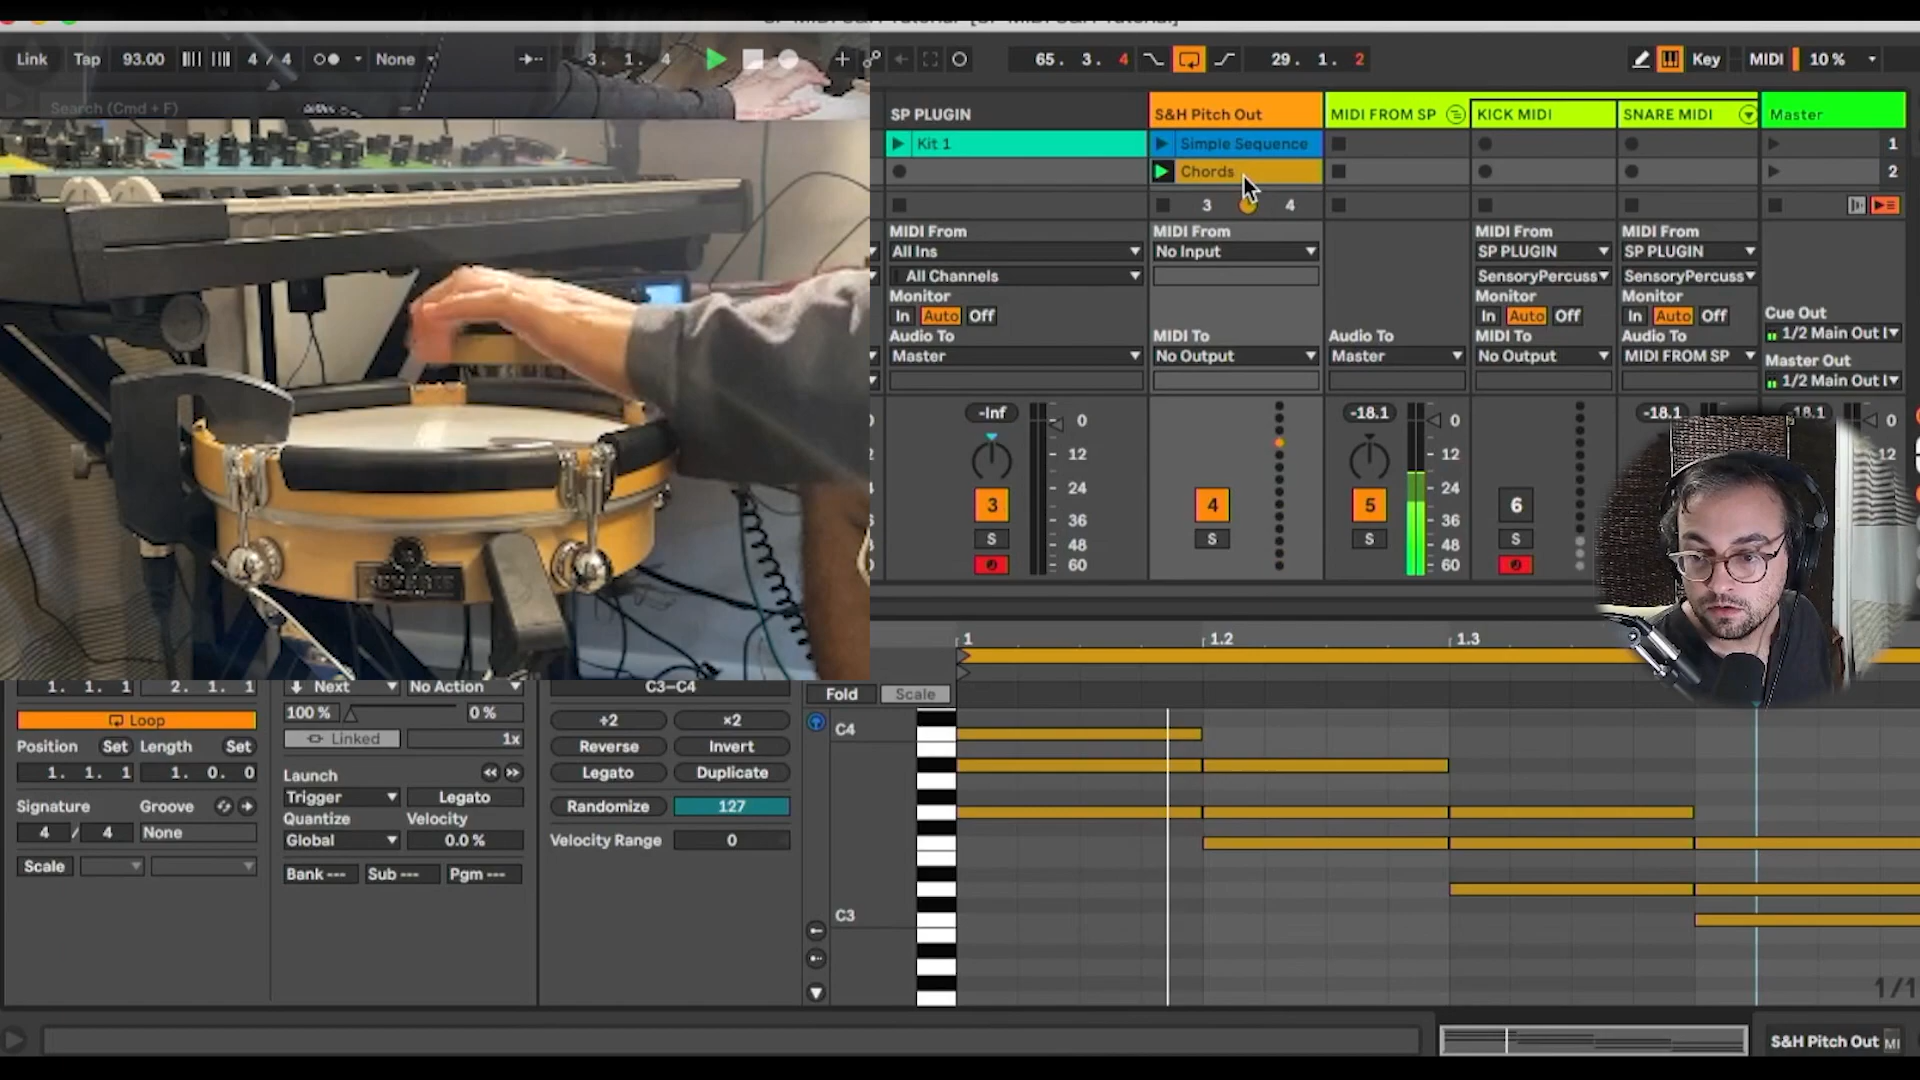 Link Tap 93.00 4 / 4 None 3. 1. 4 65. 3. 4 29. 1. 2 Key MIDI 10 %
Search (Cmd + F)
SP PLUGIN S&H Pitch Out MIDI FROM SP KICK MIDI SNARE MIDI Master
Kit 1 Simple Sequence 1
Chords 2
3 4
MIDI From MIDI From MIDI From MIDI From
All Ins No Input SP PLUGIN SP PLUGIN
All Channels SensoryPercuss SensoryPercuss
Monitor Monitor Monitor
In Auto Off In Auto Off In Auto Off Cue Out
Audio To MIDI To Audio To MIDI To Audio To 1/2 Main Out
Master No Output Master No Output MIDI FROM SP Master Out
1/2 Main Out
-Inf 0 -18.1 0 -18.1 -18.1 0
12 12 12
24 24
3 4 5 6
36 36
S S S S
48 48
60 60
1 1.2 1.3
1. 1. 1 2. 1. 1 Next No Action C3–C4 Fold Scale
Loop 100 % 0 % ÷2 ×2 C4
Position Set Length Set Linked 1x Reverse Invert
1. 1. 1 1. 0. 0 Launch Legato Duplicate
Signature Groove Trigger Legato Randomize 127
4 / 4 None Quantize Velocity
Global 0.0 % Velocity Range 0
Scale Bank --- Sub --- Pgm ---
C3
1/1
S&H Pitch Out